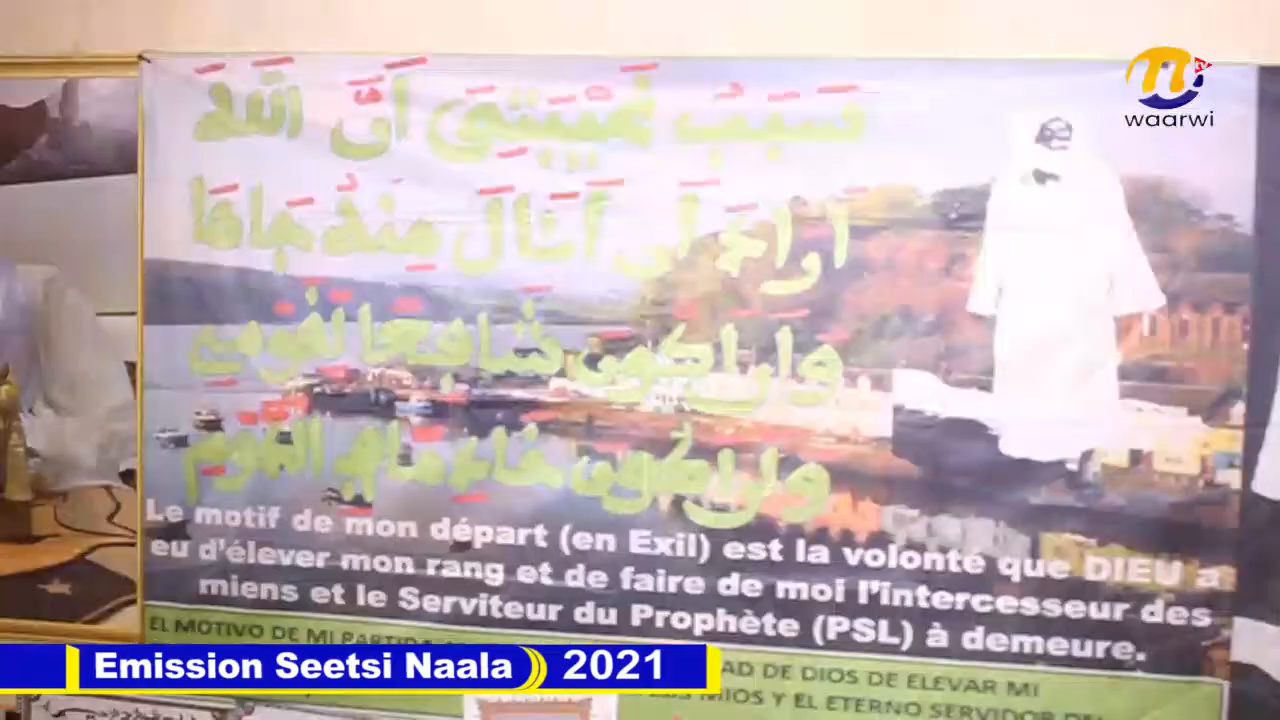 waarwi
سَبَبُ غَيْبَتِي أَنَّ اللَّهَ
أَرَادَ لِي أَنَالَ مِنْهُ جَاهَا
وَأَنْ أَكُونَ شَافِعًا لِقَوْمِي
وَأَنْ أَكُونَ
Le motif de mon départ (en Exil) est la volonté que DIEU a
eu d'élever mon rang et de faire de moi l'intercesseur des
miens et le Serviteur du Prophète (PSL) à demeure.
EL MOTIVO DE MI PARTIDA
AD DE DIOS DE ELEVAR MI
MIOS Y EL ETERNO SERVIDOR DEL
Emission Seetsi Naala 2021